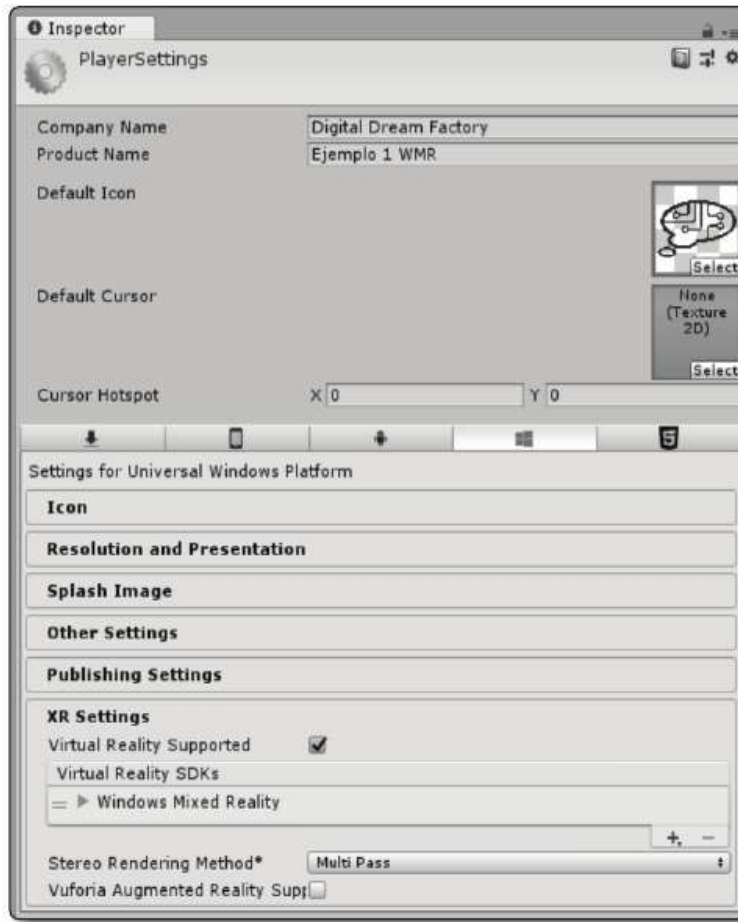 Inspector
PlayerSettings
Company Name Digital Dream Factory
Product Name Ejemplo 1 WMR
Default Icon
Select
Default Cursor
None
(Texture
2D)
Select
Cursor Hotspot X 0 Y 0
Settings for Universal Windows Platform
Icon
Resolution and Presentation
Splash Image
Other Settings
Publishing Settings
XR Settings
Virtual Reality Supported
Virtual Reality SDKs
Windows Mixed Reality
Stereo Rendering Method* Multi Pass
Vuforia Augmented Reality Supp